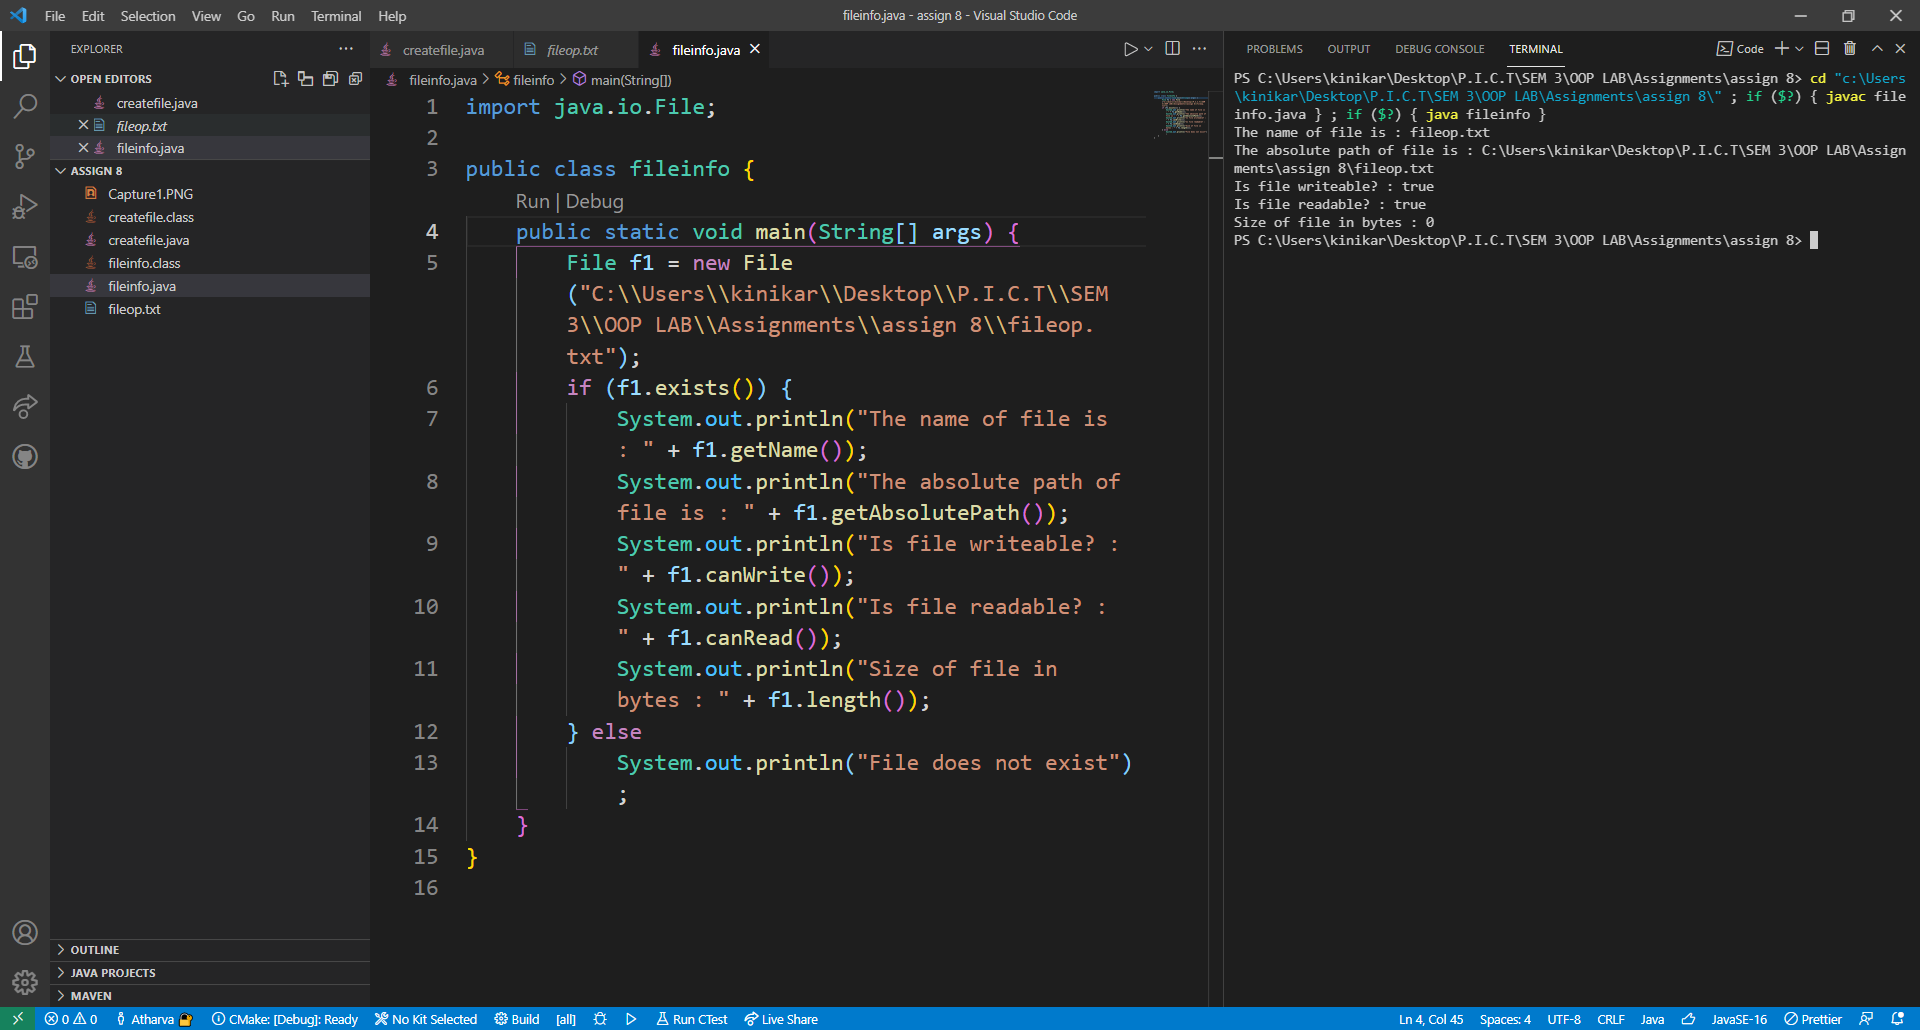 File Edit Selection View Go Run Terminal Help
fileinfo.java - assign 8 - Visual Studio Code
EXPLORER
OPEN EDITORS
createfile.java
fileop.txt
fileinfo.java
ASSIGN 8
Capture1.PNG
createfile.class
createfile.java
fileinfo.class
fileinfo.java
fileop.txt
OUTLINE
JAVA PROJECTS
MAVEN
createfile.java fileop.txt fileinfo.java
fileinfo.java > fileinfo > main(String[])
1 import java.io.File;
2
3 public class fileinfo {
Run | Debug
4 public static void main(String[] args) {
5 File f1 = new File
("C:\\Users\\kinikar\\Desktop\\P.I.C.T\\SEM
3\\OOP LAB\\Assignments\\assign 8\\fileop.
txt");
6 if (f1.exists()) {
7 System.out.println("The name of file is
: " + f1.getName());
8 System.out.println("The absolute path of
file is : " + f1.getAbsolutePath());
9 System.out.println("Is file writeable? :
" + f1.canWrite());
10 System.out.println("Is file readable? :
" + f1.canRead());
11 System.out.println("Size of file in
bytes : " + f1.length());
12 } else
13 System.out.println("File does not exist")
;
14 }
15 }
16
PROBLEMS OUTPUT DEBUG CONSOLE TERMINAL
Code
PS C:\Users\kinikar\Desktop\P.I.C.T\SEM 3\OOP LAB\Assignments\assign 8> cd "c:\Users
\kinikar\Desktop\P.I.C.T\SEM 3\OOP LAB\Assignments\assign 8\" ; if ($?) { javac file
info.java } ; if ($?) { java fileinfo }
The name of file is : fileop.txt
The absolute path of file is : C:\Users\kinikar\Desktop\P.I.C.T\SEM 3\OOP LAB\Assign
ments\assign 8\fileop.txt
Is file writeable? : true
Is file readable? : true
Size of file in bytes : 0
PS C:\Users\kinikar\Desktop\P.I.C.T\SEM 3\OOP LAB\Assignments\assign 8>
0 0 Atharva CMake: [Debug]: Ready No Kit Selected Build [all] Run CTest Live Share
Ln 4, Col 45 Spaces: 4 UTF-8 CRLF Java JavaSE-16 Prettier